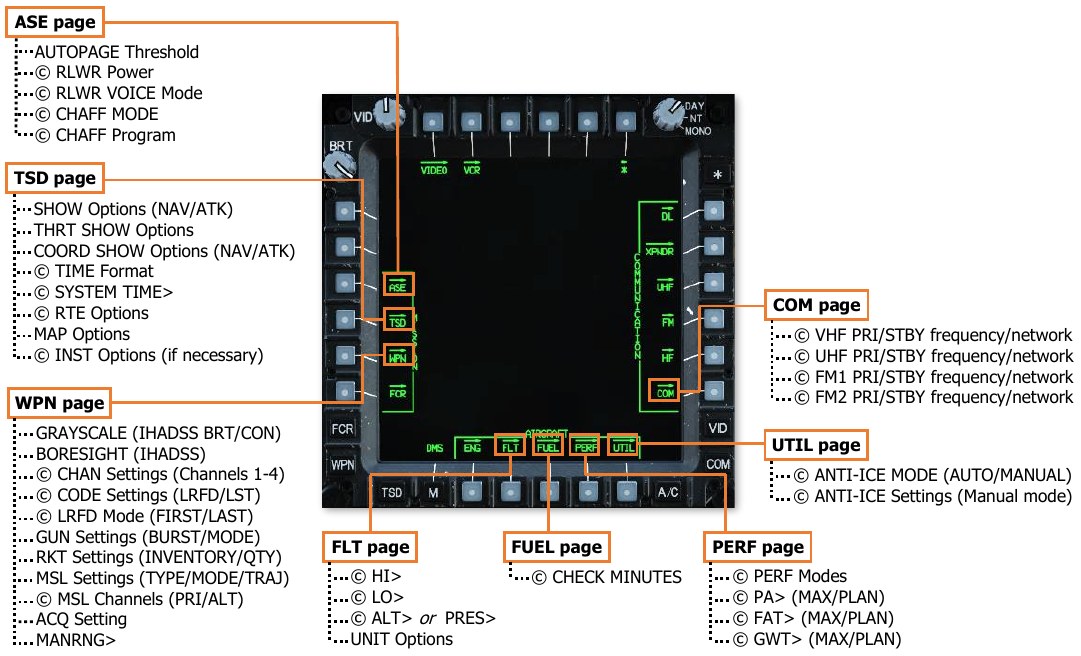 ASE page
AUTOPAGE Threshold
© RLWR Power
© RLWR VOICE Mode
© CHAFF MODE
© CHAFF Program
TSD page
SHOW Options (NAV/ATK)
THRT SHOW Options
COORD SHOW Options (NAV/ATK)
© TIME Format
© SYSTEM TIME>
© RTE Options
MAP Options
© INST Options (if necessary)
WPN page
GRAYSCALE (IHADSS BRT/CON)
BORESIGHT (IHADSS)
© CHAN Settings (Channels 1-4)
© CODE Settings (LRFD/LST)
© LRFD Mode (FIRST/LAST)
GUN Settings (BURST/MODE)
RKT Settings (INVENTORY/QTY)
MSL Settings (TYPE/MODE/TRAJ)
© MSL Channels (PRI/ALT)
ACQ Setting
MANRNG>
VID
DAY
NT
MONO
BRT
VIDEO VCR *
*
DL
XPNDR
UHF
FM
HF
COM
COMMUNICATION
ASE
TSD
WPN
FCR
FCR
WPN
VID
COM
AIRCRAFT
DMS ENG FLT FUEL PERF UTIL
TSD M A/C
COM page
© VHF PRI/STBY frequency/network
© UHF PRI/STBY frequency/network
© FM1 PRI/STBY frequency/network
© FM2 PRI/STBY frequency/network
UTIL page
© ANTI-ICE MODE (AUTO/MANUAL)
© ANTI-ICE Settings (Manual mode)
FLT page
© HI>
© LO>
© ALT> or PRES>
UNIT Options
FUEL page
© CHECK MINUTES
PERF page
© PERF Modes
© PA> (MAX/PLAN)
© FAT> (MAX/PLAN)
© GWT> (MAX/PLAN)